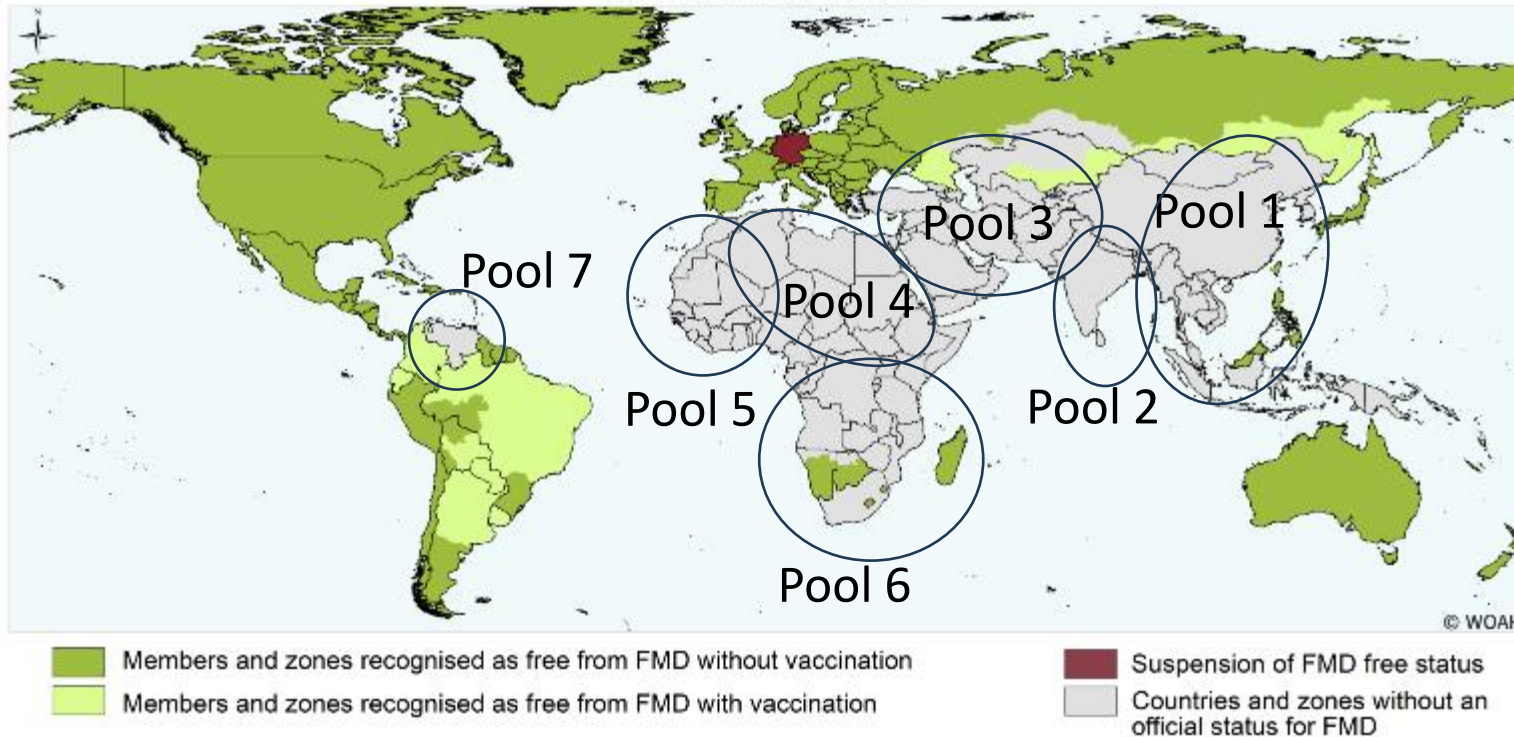 Pool 3
Pool 1
Pool 7
Pool 4
Pool 5
Pool 2
Pool 6
© WOAH
Members and zones recognised as free from FMD without vaccination
Members and zones recognised as free from FMD with vaccination
Suspension of FMD free status
Countries and zones without an
official status for FMD